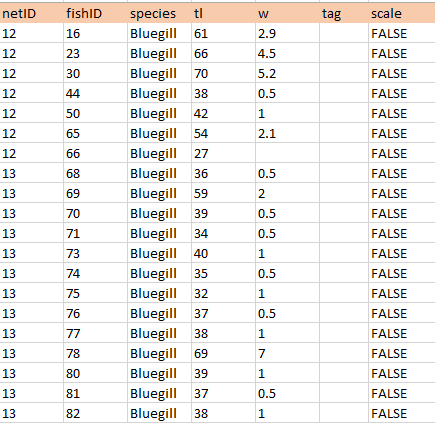 netID fishID species tl w tag scale
12 16 Bluegill 61 2.9 FALSE
12 23 Bluegill 66 4.5 FALSE
12 30 Bluegill 70 5.2 FALSE
12 44 Bluegill 38 0.5 FALSE
12 50 Bluegill 42 1 FALSE
12 65 Bluegill 54 2.1 FALSE
12 66 Bluegill 27 FALSE
13 68 Bluegill 36 0.5 FALSE
13 69 Bluegill 59 2 FALSE
13 70 Bluegill 39 0.5 FALSE
13 71 Bluegill 34 0.5 FALSE
13 73 Bluegill 40 1 FALSE
13 74 Bluegill 35 0.5 FALSE
13 75 Bluegill 32 1 FALSE
13 76 Bluegill 37 0.5 FALSE
13 77 Bluegill 38 1 FALSE
13 78 Bluegill 69 7 FALSE
13 80 Bluegill 39 1 FALSE
13 81 Bluegill 37 0.5 FALSE
13 82 Bluegill 38 1 FALSE